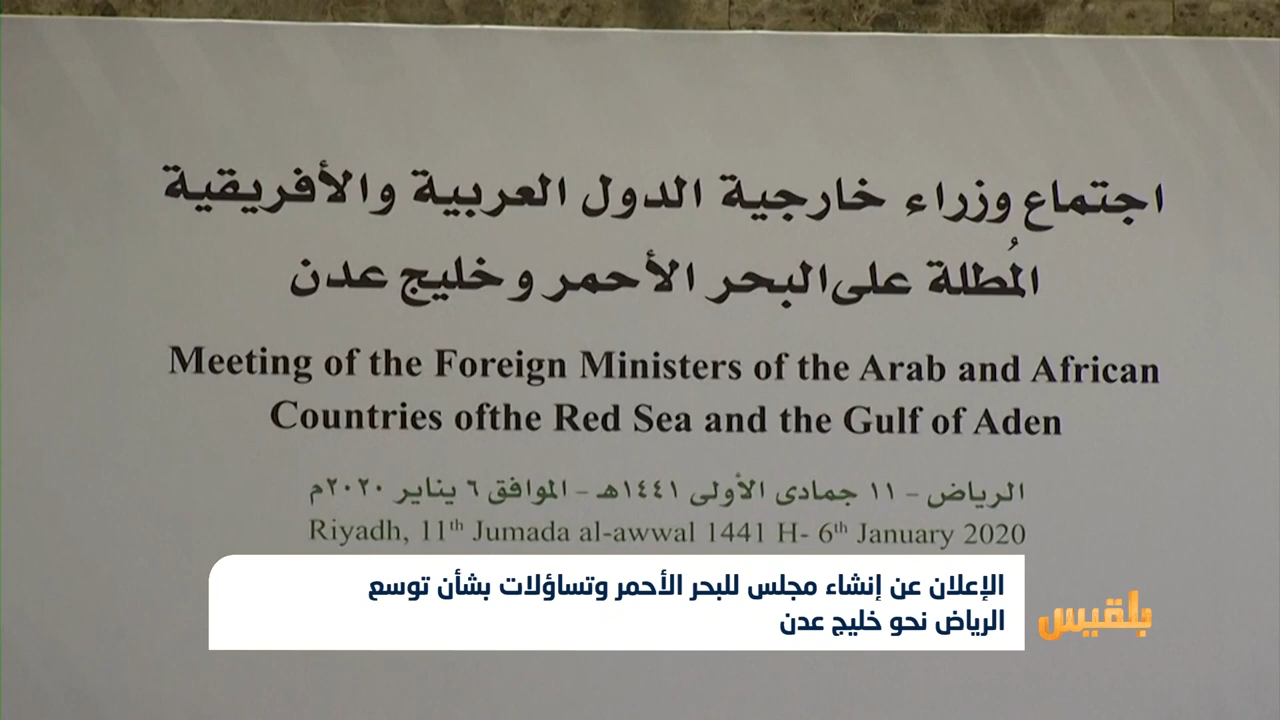 اجتماع وزراء خارجية الدول العربية والأفريقية
المُطلة على البحر الأحمر وخليج عدن
Meeting of the Foreign Ministers of the Arab and African
Countries ofthe Red Sea and the Gulf of Aden
الرياض - ١١ جمادى الأولى ١٤٤١هـ - الموافق ٦ يناير ٢٠٢٠م
Riyadh, 11th Jumada al-awwal 1441 H- 6th January 2020
الإعلان عن إنشاء مجلس للبحر الأحمر وتساؤلات بشأن توسع
الرياض نحو خليج عدن
بلقيس